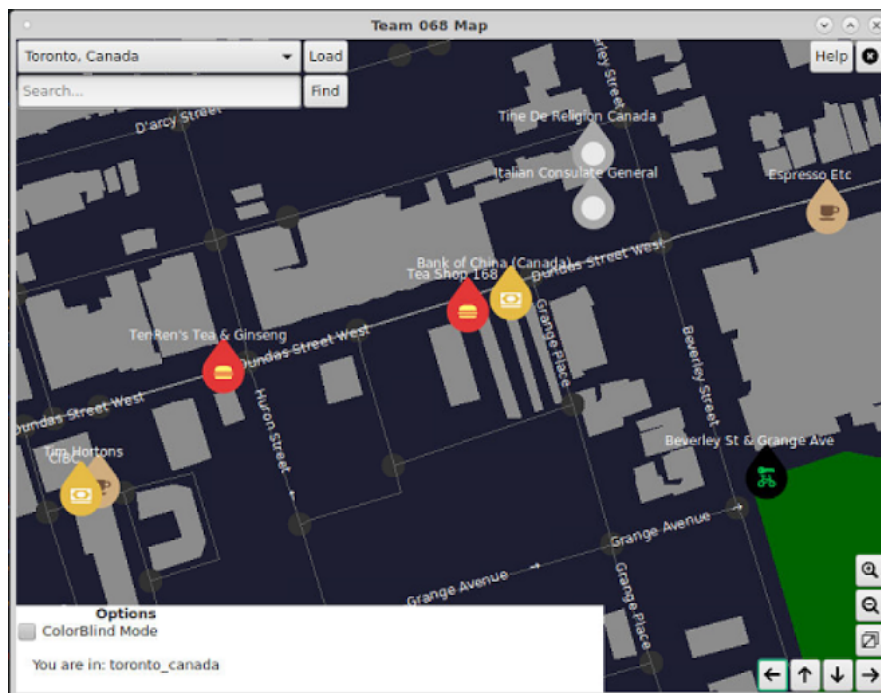 Team 068 Map
Toronto, Canada
Load
Help
Search...
Find
Beverley Street
D'arcy Street
Tine De Religion Canada
Italian Consulate General
Espresso Etc
Bank of China (Canada)
Tea Shop 168
Dundas Street West
TenRen's Tea & Ginseng
Dundas Street West
Grange Place
Beverley Street
Huron Street
Dundas Street West
Tim Hortons
CIBC
Beverley St & Grange Ave
Grange Avenue
Grange Avenue
Grange Place
Options
ColorBlind Mode
You are in: toronto_canada